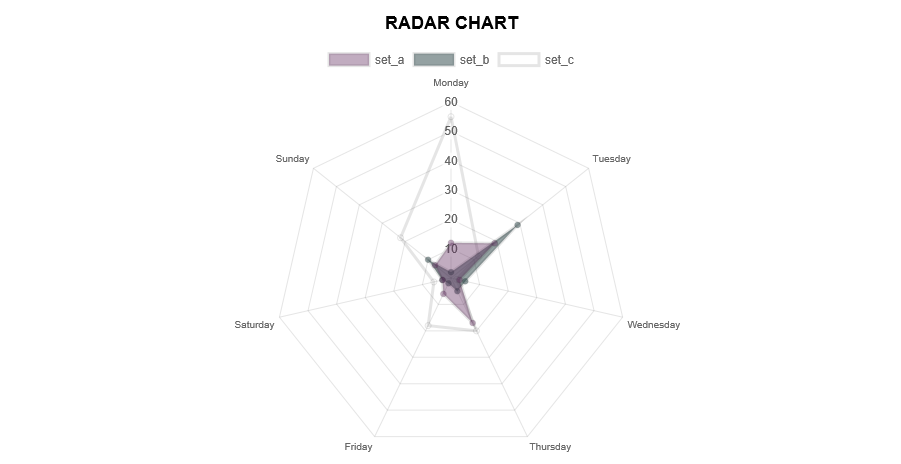 RADAR CHART
set_a set_b set_c
Monday
60
50
Sunday Tuesday
40
30
20
10
Saturday Wednesday
Friday Thursday